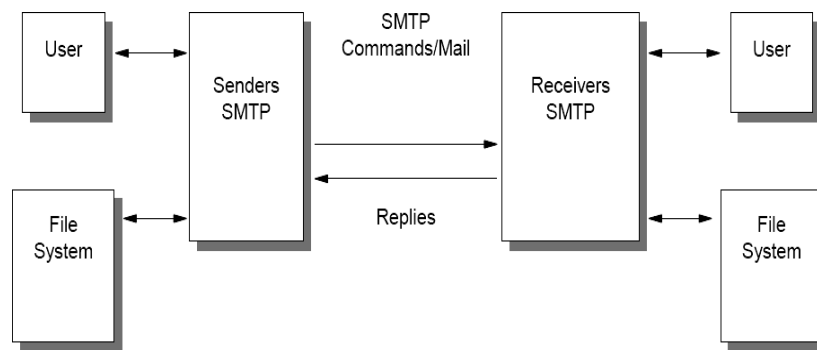 User
Senders
SMTP
SMTP
Commands/Mail
Receivers
SMTP
User
File
System
Replies
File
System